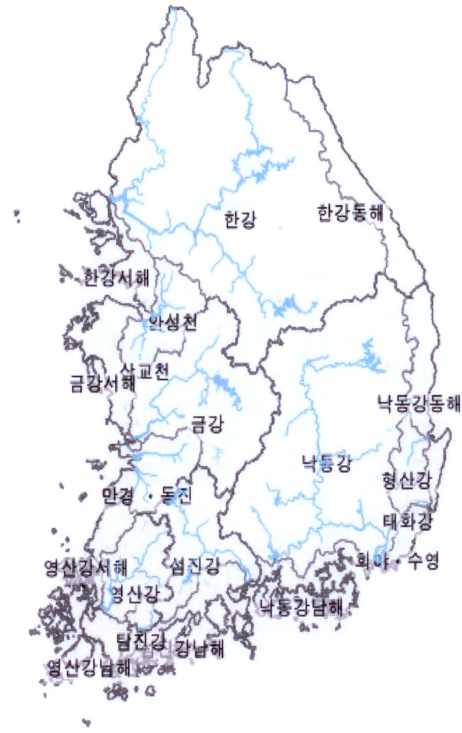 한강
한강동해
한강서해
안성천
삽교천
금강서해
낙동강동해
금강
낙동강
형산강
만경 · 동진
태화강
회야 · 수영
영산강서해
섬진강
영산강
낙동강남해
탐진강
강남해
영산강남해